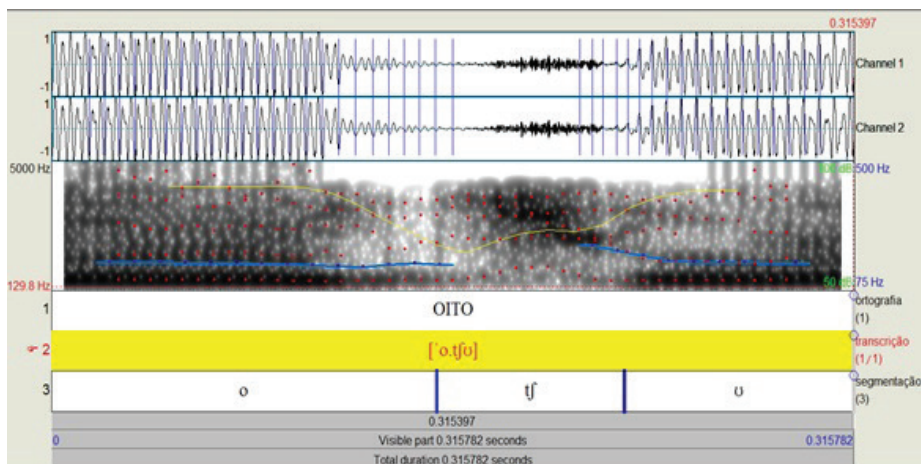 0.315397
1
-1
Channel 1
1
-1
Channel 2
5000 Hz
500 Hz
129.8 Hz
50 dB
75 Hz
1
OITO
ortografia
(1)
2
[ˈo.tʃʊ]
transcrição
(1/1)
3
o
tʃ
ʊ
segmentação
(3)
0.315397
0
Visible part 0.315782 seconds
0.315782
Total duration 0.315782 seconds